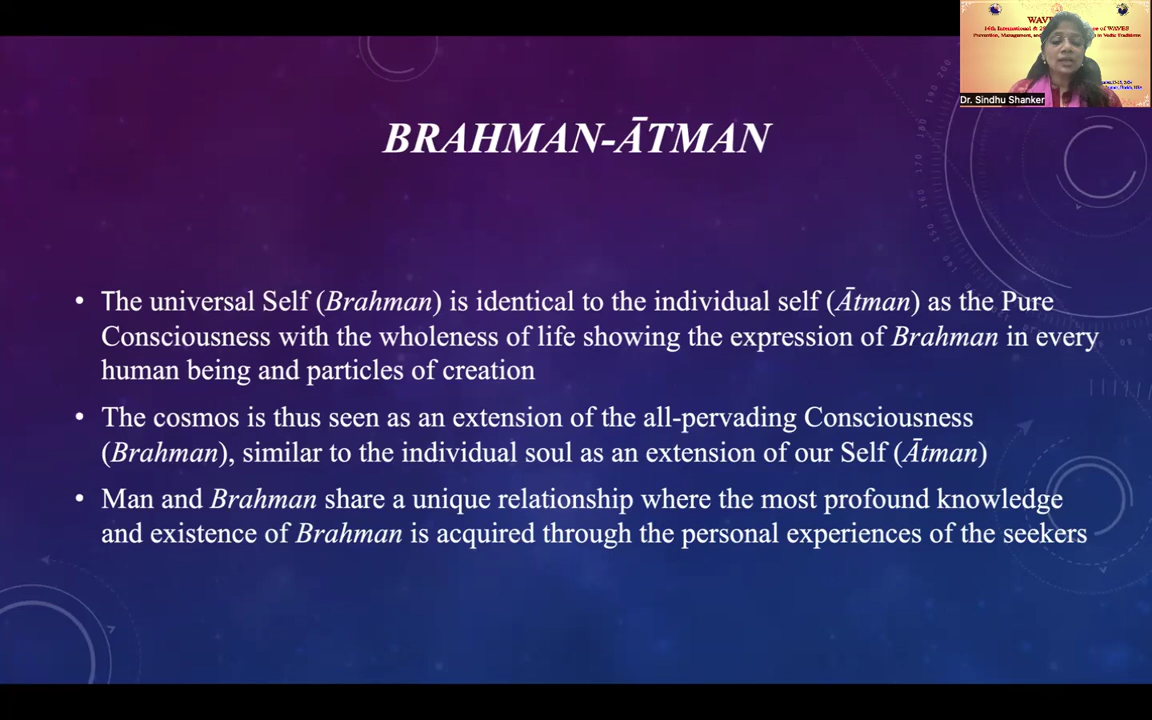 WAVES
BRAHMAN-ĀTMAN
Dr. Sindhu Shanker
• The universal Self (Brahman) is identical to the individual self (Ātman) as the Pure
Consciousness with the wholeness of life showing the expression of Brahman in every
human being and particles of creation
• The cosmos is thus seen as an extension of the all-pervading Consciousness
(Brahman), similar to the individual soul as an extension of our Self (Ātman)
• Man and Brahman share a unique relationship where the most profound knowledge
and existence of Brahman is acquired through the personal experiences of the seekers